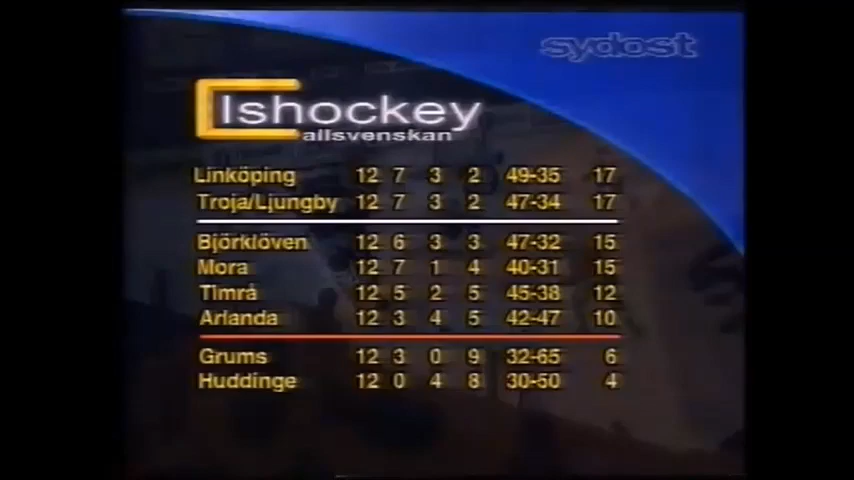 sydost
Ishockey
allsvenskan
Linköping 12 7 3 2 49-35 17
Troja/Ljungby 12 7 3 2 47-34 17
Björklöven 12 6 3 3 47-32 15
Mora 12 7 1 4 40-31 15
Timrå 12 5 2 5 45-38 12
Arlanda 12 3 4 5 42-47 10
Grums 12 3 0 9 32-65 6
Huddinge 12 0 4 8 30-50 4